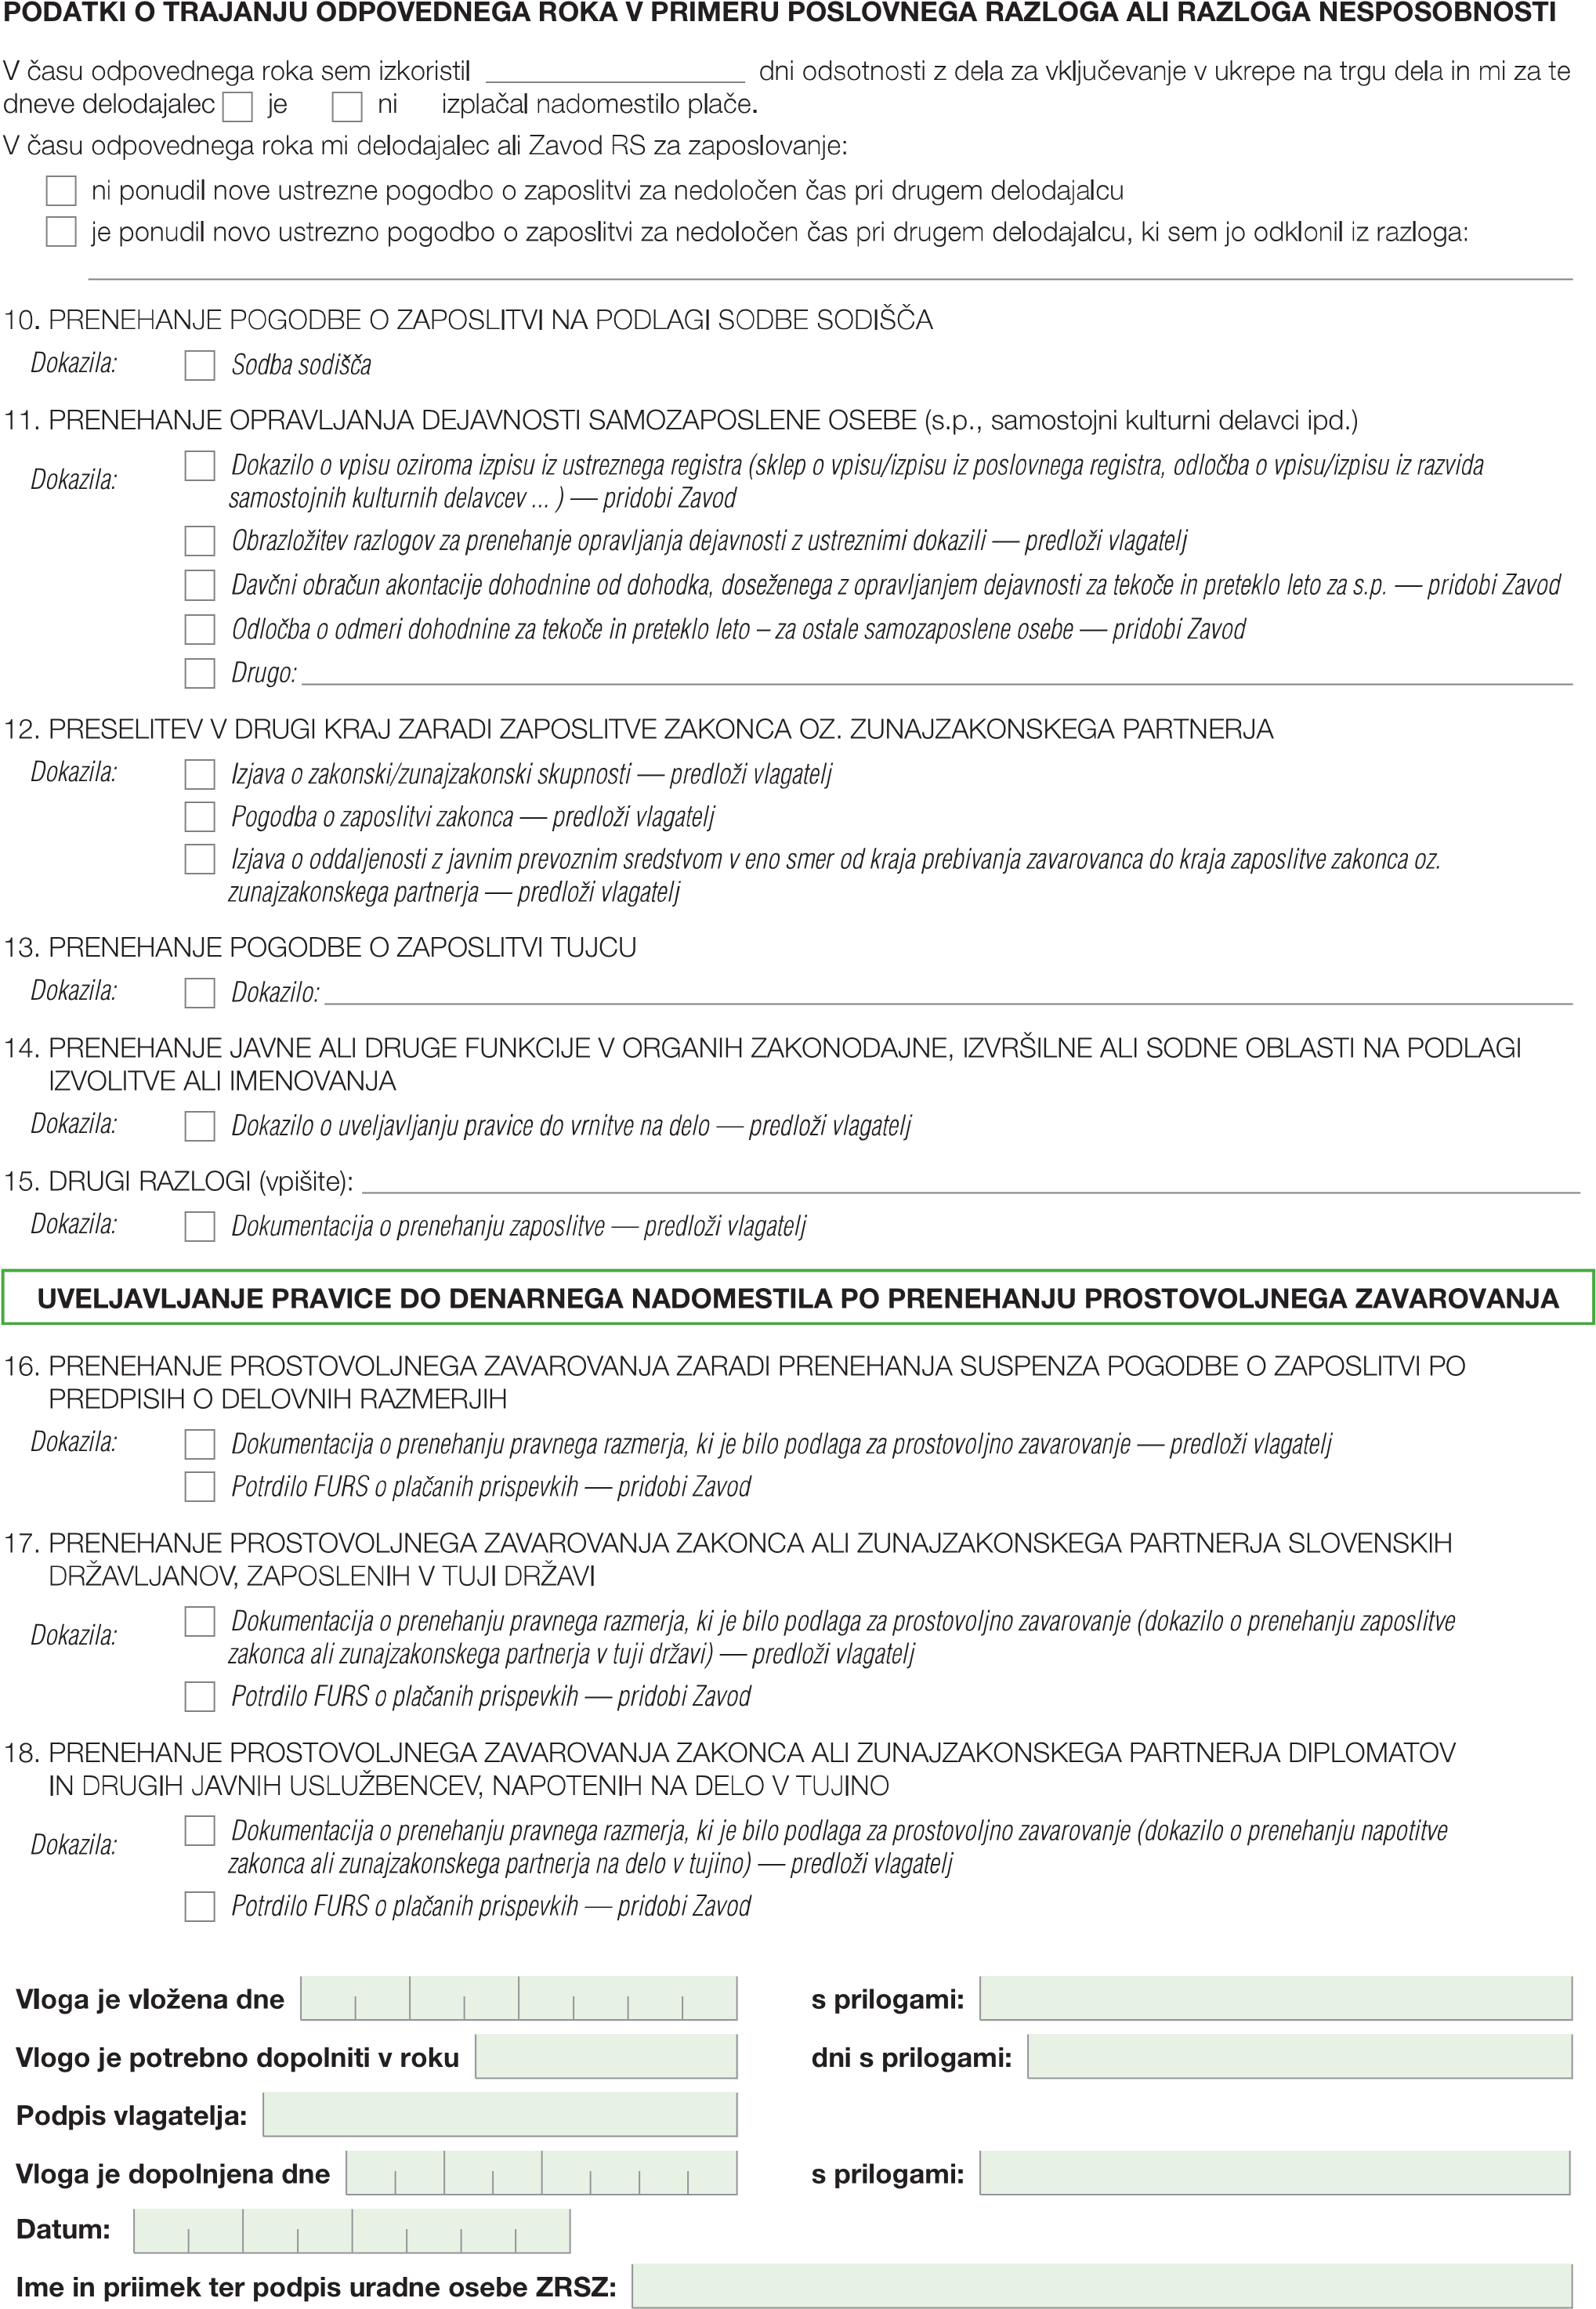 PODATKI O TRAJANJU ODPOVEDNEGA ROKA V PRIMERU POSLOVNEGA RAZLOGA ALI RAZLOGA NESPOSOBNOSTI
V času odpovednega roka sem izkoristil dni odsotnosti z dela za vključevanje v ukrepe na trgu dela in mi za te
dneve delodajalec je ni izplačal nadomestilo plače.
V času odpovednega roka mi delodajalec ali Zavod RS za zaposlovanje:
ni ponudil nove ustrezne pogodbo o zaposlitvi za nedoločen čas pri drugem delodajalcu
je ponudil novo ustrezno pogodbo o zaposlitvi za nedoločen čas pri drugem delodajalcu, ki sem jo odklonil iz razloga:
10. PRENEHANJE POGODBE O ZAPOSLITVI NA PODLAGI SODBE SODIŠČA
Dokazila: Sodba sodišča
11. PRENEHANJE OPRAVLJANJA DEJAVNOSTI SAMOZAPOSLENE OSEBE (s.p., samostojni kulturni delavci ipd.)
Dokazila: Dokazilo o vpisu oziroma izpisu iz ustreznega registra (sklep o vpisu/izpisu iz poslovnega registra, odločba o vpisu/izpisu iz razvida
samostojnih kulturnih delavcev ... ) — pridobi Zavod
Obrazložitev razlogov za prenehanje opravljanja dejavnosti z ustreznimi dokazili — predloži vlagatelj
Davčni obračun akontacije dohodnine od dohodka, doseženega z opravljanjem dejavnosti za tekoče in preteklo leto za s.p. — pridobi Zavod
Odločba o odmeri dohodnine za tekoče in preteklo leto – za ostale samozaposlene osebe — pridobi Zavod
Drugo:
12. PRESELITEV V DRUGI KRAJ ZARADI ZAPOSLITVE ZAKONCA OZ. ZUNAJZAKONSKEGA PARTNERJA
Dokazila: Izjava o zakonski/zunajzakonski skupnosti — predloži vlagatelj
Pogodba o zaposlitvi zakonca — predloži vlagatelj
Izjava o oddaljenosti z javnim prevoznim sredstvom v eno smer od kraja prebivanja zavarovanca do kraja zaposlitve zakonca oz.
zunajzakonskega partnerja — predloži vlagatelj
13. PRENEHANJE POGODBE O ZAPOSLITVI TUJCU
Dokazila: Dokazilo:
14. PRENEHANJE JAVNE ALI DRUGE FUNKCIJE V ORGANIH ZAKONODAJNE, IZVRŠILNE ALI SODNE OBLASTI NA PODLAGI
IZVOLITVE ALI IMENOVANJA
Dokazila: Dokazilo o uveljavljanju pravice do vrnitve na delo — predloži vlagatelj
15. DRUGI RAZLOGI (vpišite):
Dokazila: Dokumentacija o prenehanju zaposlitve — predloži vlagatelj
UVELJAVLJANJE PRAVICE DO DENARNEGA NADOMESTILA PO PRENEHANJU PROSTOVOLJNEGA ZAVAROVANJA
16. PRENEHANJE PROSTOVOLJNEGA ZAVAROVANJA ZARADI PRENEHANJA SUSPENZA POGODBE O ZAPOSLITVI PO
PREDPISIH O DELOVNIH RAZMERJIH
Dokazila: Dokumentacija o prenehanju pravnega razmerja, ki je bilo podlaga za prostovoljno zavarovanje — predloži vlagatelj
Potrdilo FURS o plačanih prispevkih — pridobi Zavod
17. PRENEHANJE PROSTOVOLJNEGA ZAVAROVANJA ZAKONCA ALI ZUNAJZAKONSKEGA PARTNERJA SLOVENSKIH
DRŽAVLJANOV, ZAPOSLENIH V TUJI DRŽAVI
Dokazila: Dokumentacija o prenehanju pravnega razmerja, ki je bilo podlaga za prostovoljno zavarovanje (dokazilo o prenehanju zaposlitve
zakonca ali zunajzakonskega partnerja v tuji državi) — predloži vlagatelj
Potrdilo FURS o plačanih prispevkih — pridobi Zavod
18. PRENEHANJE PROSTOVOLJNEGA ZAVAROVANJA ZAKONCA ALI ZUNAJZAKONSKEGA PARTNERJA DIPLOMATOV
IN DRUGIH JAVNIH USLUŽBENCEV, NAPOTENIH NA DELO V TUJINO
Dokazila: Dokumentacija o prenehanju pravnega razmerja, ki je bilo podlaga za prostovoljno zavarovanje (dokazilo o prenehanju napotitve
zakonca ali zunajzakonskega partnerja na delo v tujino) — predloži vlagatelj
Potrdilo FURS o plačanih prispevkih — pridobi Zavod
Vloga je vložena dne s prilogami:
Vlogo je potrebno dopolniti v roku dni s prilogami:
Podpis vlagatelja:
Vloga je dopolnjena dne s prilogami:
Datum:
Ime in priimek ter podpis uradne osebe ZRSZ: